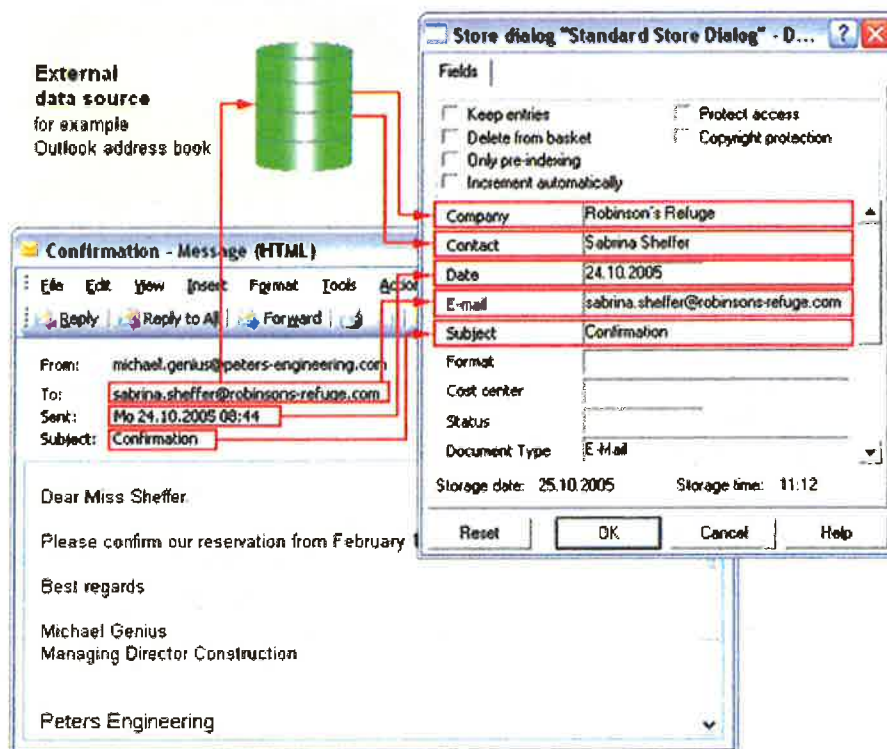 External
data source
for example
Outlook address book
Store dialog "Standard Store Dialog" - D...
Fields
Keep entries
Delete from basket
Only pre-indexing
Increment automatically
Protect access
Copyright protection
Company Robinson's Refuge
Contact Sabrina Sheffer
Date 24.10.2005
E-mail sabrina.sheffer@robinsons-refuge.com
Subject Confirmation
Format
Cost center
Status
Document Type E-Mail
Storage date: 25.10.2005 Storage time: 11:12
Reset OK Cancel Help
Confirmation - Message (HTML)
File Edit View Insert Format Tools Action
Reply Reply to All Forward
From: michael.genius@peters-engineering.com
To: sabrina.sheffer@robinsons-refuge.com
Sent: Mo 24.10.2005 08:44
Subject: Confirmation
Dear Miss Sheffer
Please confirm our reservation from February
Best regards
Michael Genius
Managing Director Construction
Peters Engineering